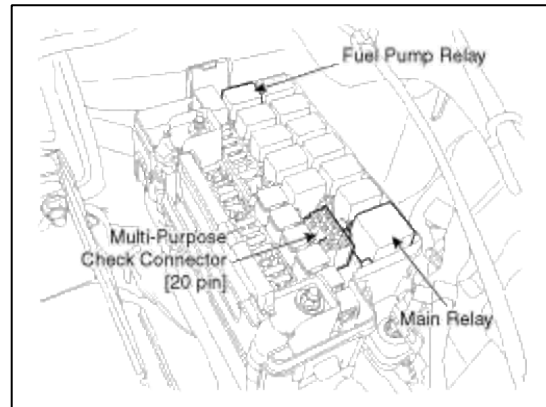 Fuel Pump Relay
Multi-Purpose
Check Connector
[20 pin]
Main Relay